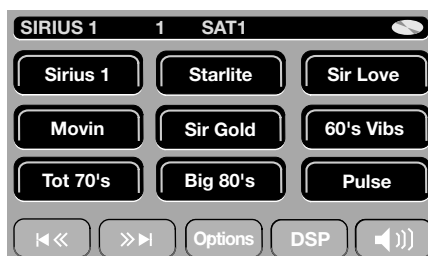 SIRIUS 1 1 SAT1
Sirius 1 Starlite Sir Love
Movin Sir Gold 60's Vibs
Tot 70's Big 80's Pulse
Options DSP